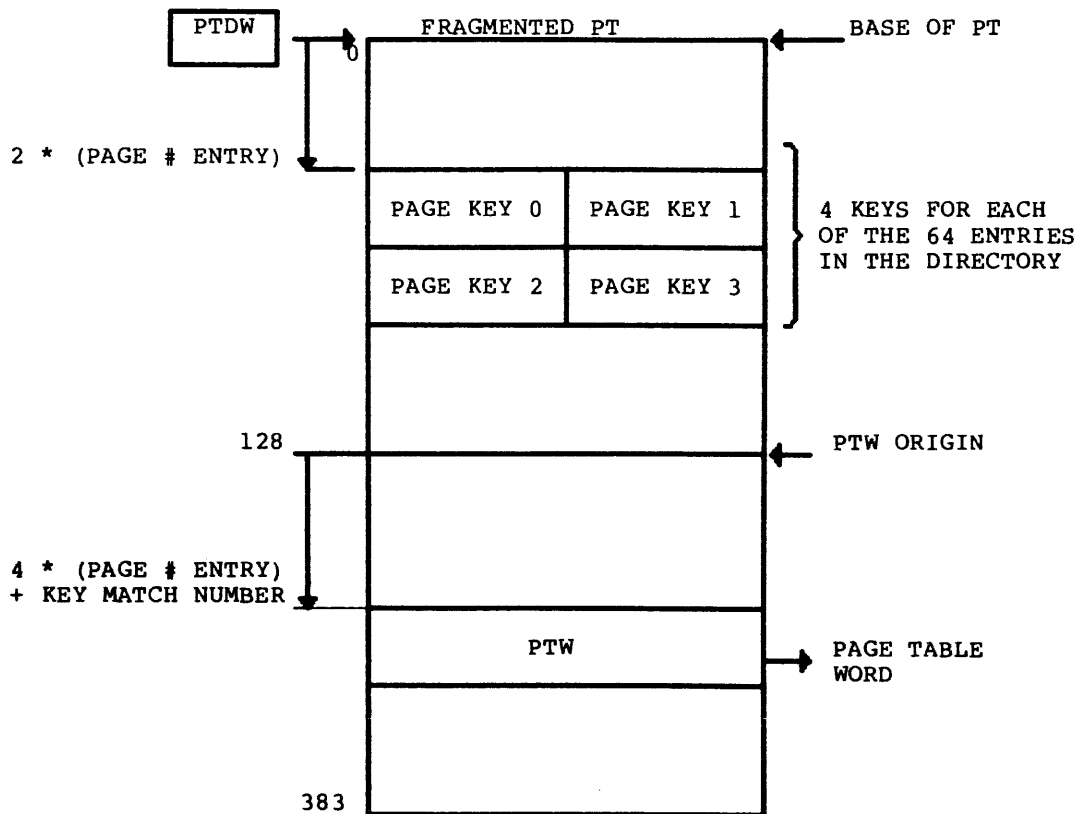 PTDW
FRAGMENTED PT
BASE OF PT
0
2 * (PAGE # ENTRY)
PAGE KEY 0
PAGE KEY 1
4 KEYS FOR EACH
OF THE 64 ENTRIES
IN THE DIRECTORY
PAGE KEY 2
PAGE KEY 3
128
PTW ORIGIN
4 * (PAGE # ENTRY)
+ KEY MATCH NUMBER
PTW
PAGE TABLE
WORD
383